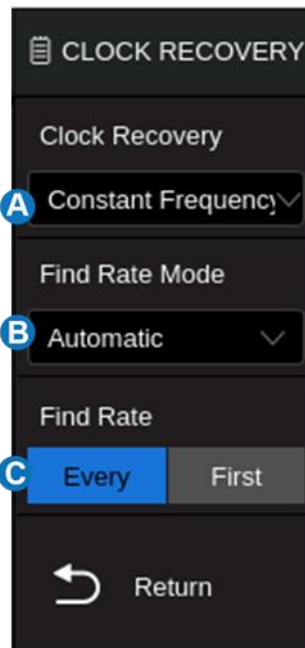 CLOCK RECOVERY
Clock Recovery
A Constant Frequency
Find Rate Mode
B Automatic
Find Rate
C Every First
Return